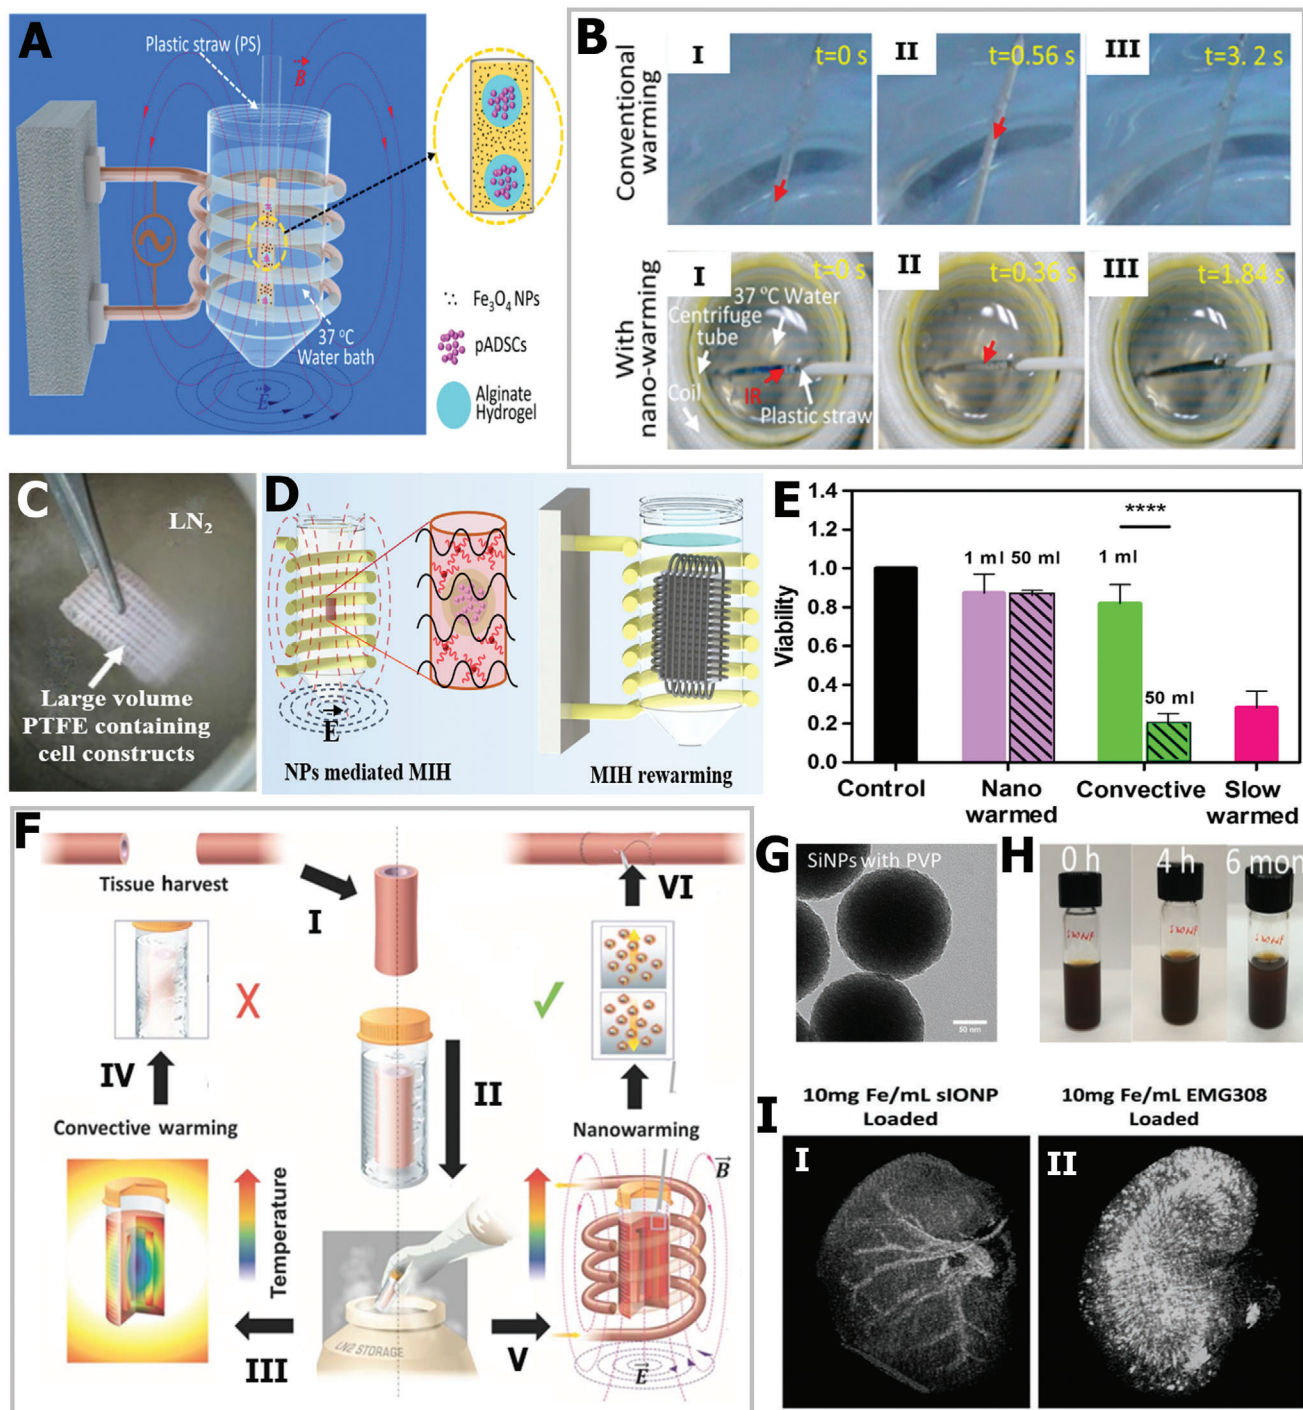 A
Plastic straw (PS)
B
37 °C
Water bath
E
Fe3O4 NPs
pADSCs
Alginate
Hydrogel
B
Conventional
warming
I
t=0 s
II
t=0.56 s
III
t=3. 2 s
With
nano-warming
I
t=0 s
37 °C Water
Centrifuge
tube
IR
Coil
Plastic straw
II
t=0.36 s
III
t=1.84 s
C
LN2
Large volume
PTFE containing
cell constructs
D
E
NPs mediated MIH
MIH rewarming
E
Viability
1.4
1.2
1.0
0.8
0.6
0.4
0.2
0.0
****
1 ml 50 ml
1 ml
50 ml
Control
Nano
warmed
Convective
Slow
warmed
F
Tissue harvest
I
VI
X
✓
IV
II
Convective warming
Nanowarming
Temperature
B
LN2 STORAGE
III
V
E
G
SiNPs with PVP
50 nm
H
0 h
4 h
6 mon
SIONP
SIONP
SIONP
I
10mg Fe/mL sIONP
Loaded
10mg Fe/mL EMG308
Loaded
I
II